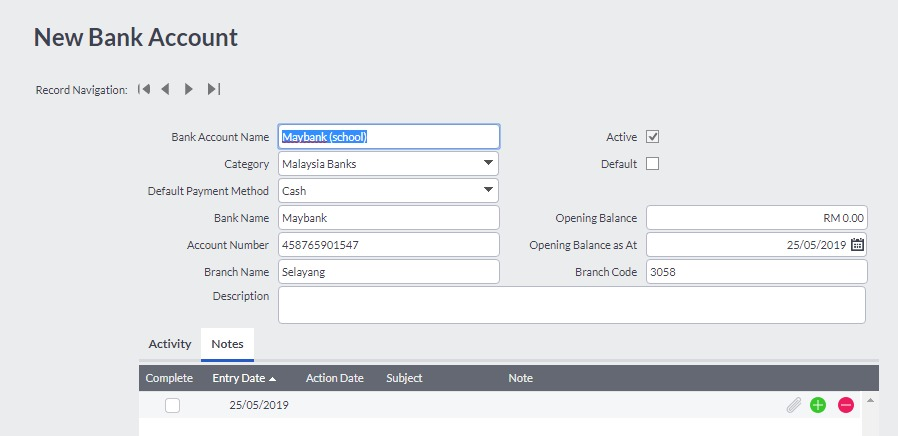 New Bank Account
Record Navigation:
Bank Account Name Maybank (school) Active
Category Malaysia Banks Default
Default Payment Method Cash
Bank Name Maybank Opening Balance RM 0.00
Account Number 458765901547 Opening Balance as At 25/05/2019
Branch Name Selayang Branch Code 3058
Description
Activity Notes
Complete Entry Date Action Date Subject Note
25/05/2019